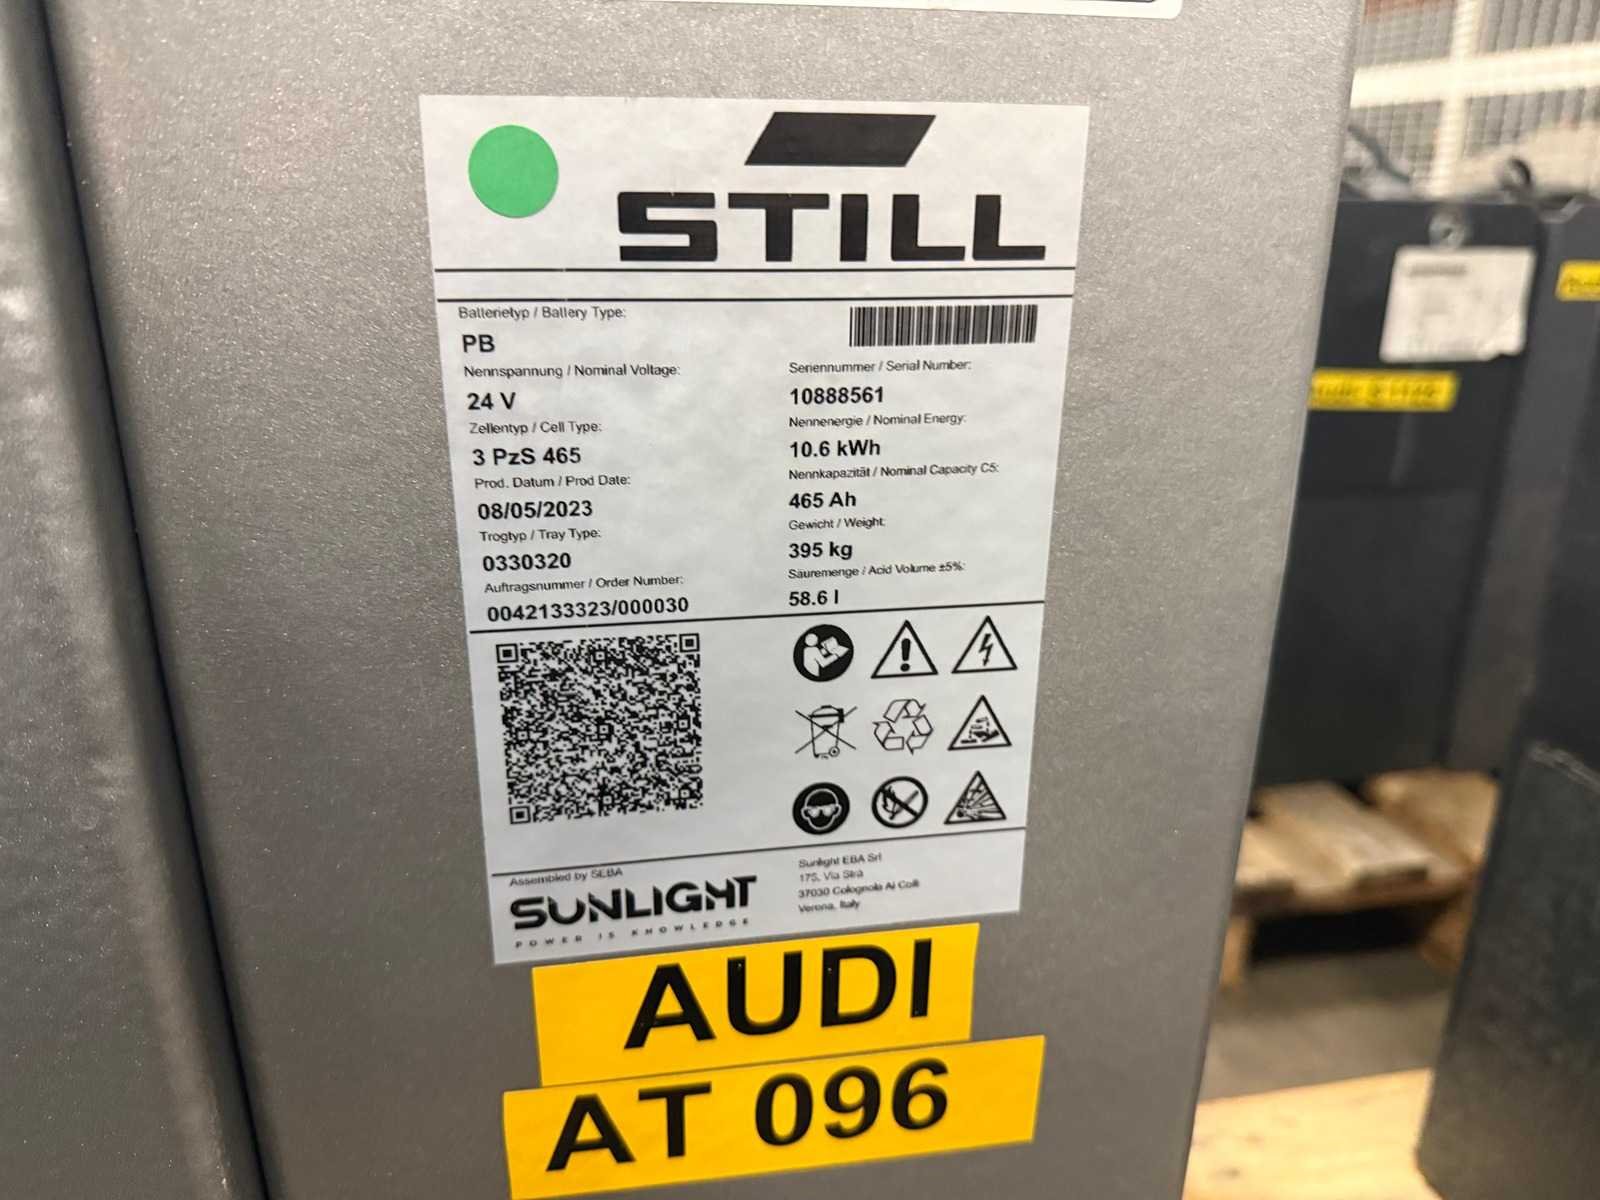 STILL
Batterietyp / Battery Type:
PB
Nennspannung / Nominal Voltage:
24 V
Zellentyp / Cell Type:
3 PzS 465
Prod. Datum / Prod Date:
08/05/2023
Trogtyp / Tray Type:
0330320
Auftragsnummer / Order Number:
0042133323/000030
Seriennummer / Serial Number:
10888561
Nennenergie / Nominal Energy:
10.6 kWh
Nennkapazität / Nominal Capacity C5:
465 Ah
Gewicht / Weight:
395 kg
Säuremenge / Acid Volume ±5%:
58.6 l
Assembled by SEBA
SUNLIGHT
POWER IS KNOWLEDGE
Sunlight EBA Srl
175, Via Strà
37030 Colognola Ai Colli
Verona, Italy
AUDI
AT 096